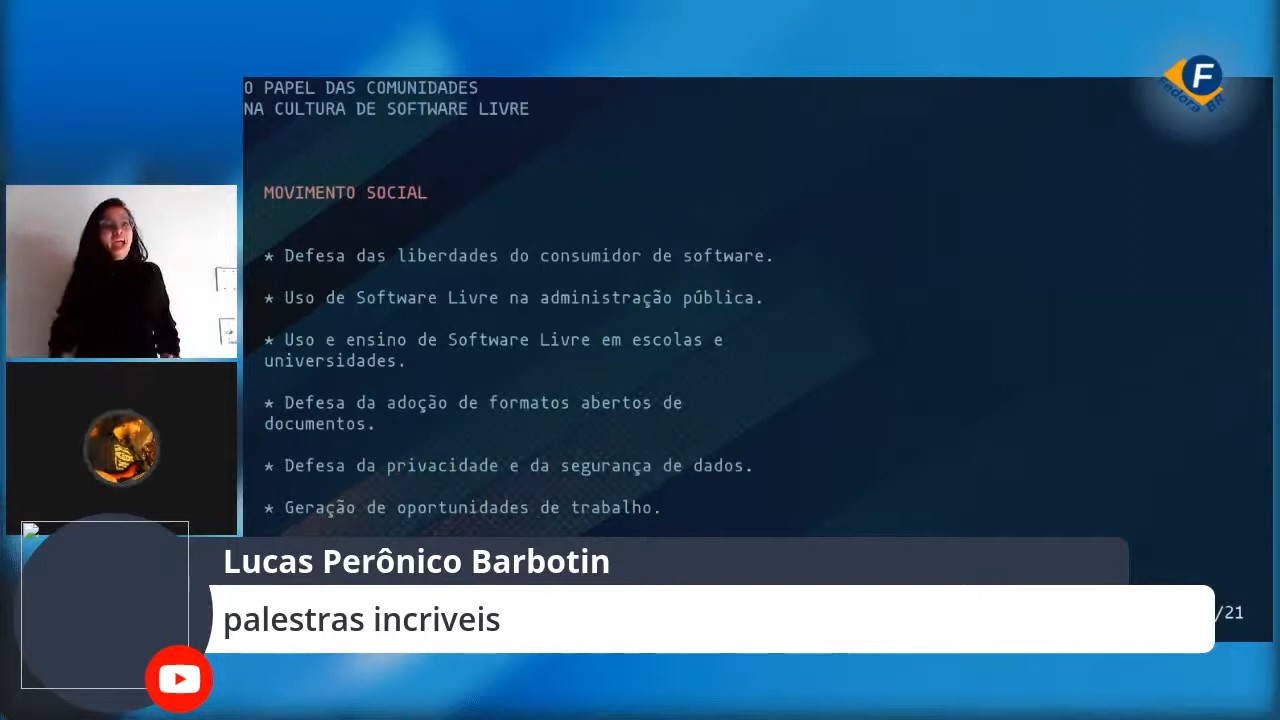 O PAPEL DAS COMUNIDADES
NA CULTURA DE SOFTWARE LIVRE
F
Fedora BR
MOVIMENTO SOCIAL
* Defesa das liberdades do consumidor de software.
* Uso de Software Livre na administração pública.
* Uso e ensino de Software Livre em escolas e
universidades.
* Defesa da adoção de formatos abertos de
documentos.
* Defesa da privacidade e da segurança de dados.
* Geração de oportunidades de trabalho.
Lucas Perônico Barbotin
palestras incriveis
/21